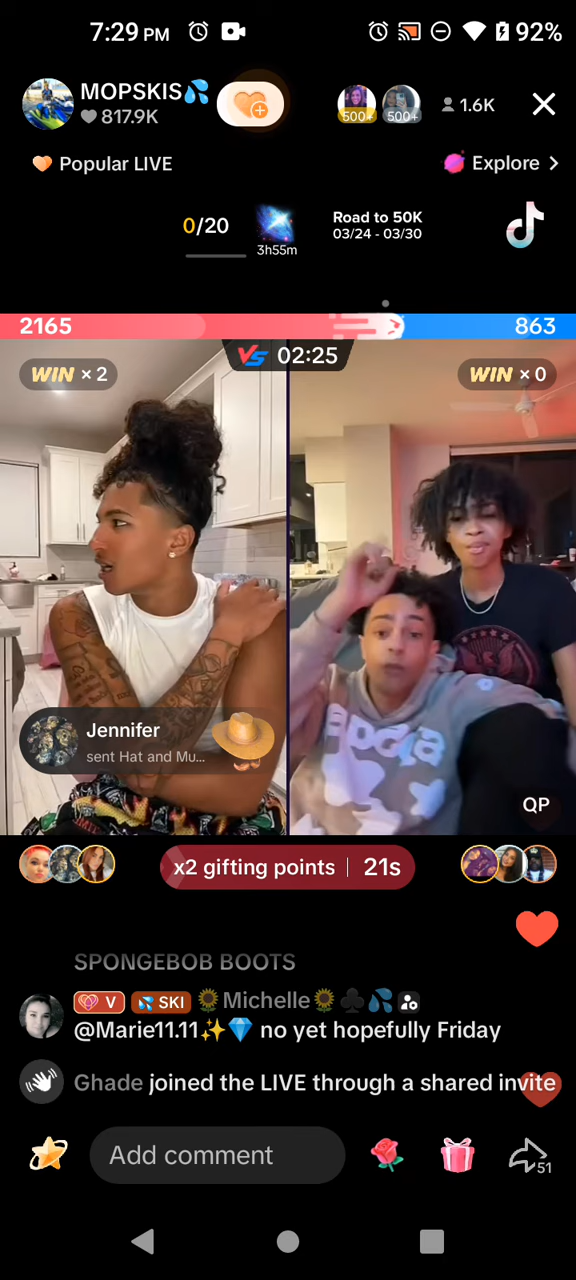 7:29 PM
92%
MOPSKIS💦
817.9K
500+
500+
1.6K
Popular LIVE
Explore >
0/20
3h55m
Road to 50K
03/24 - 03/30
2165
863
VS 02:25
WIN × 2
WIN × 0
Jennifer
sent Hat and Mu...
QP
x2 gifting points | 21s
SPONGEBOB BOOTS
V SKI 🌻Michelle🌻♣️💦
@Marie11.11✨💎 no yet hopefully Friday
Ghade joined the LIVE through a shared invite
Add comment
51